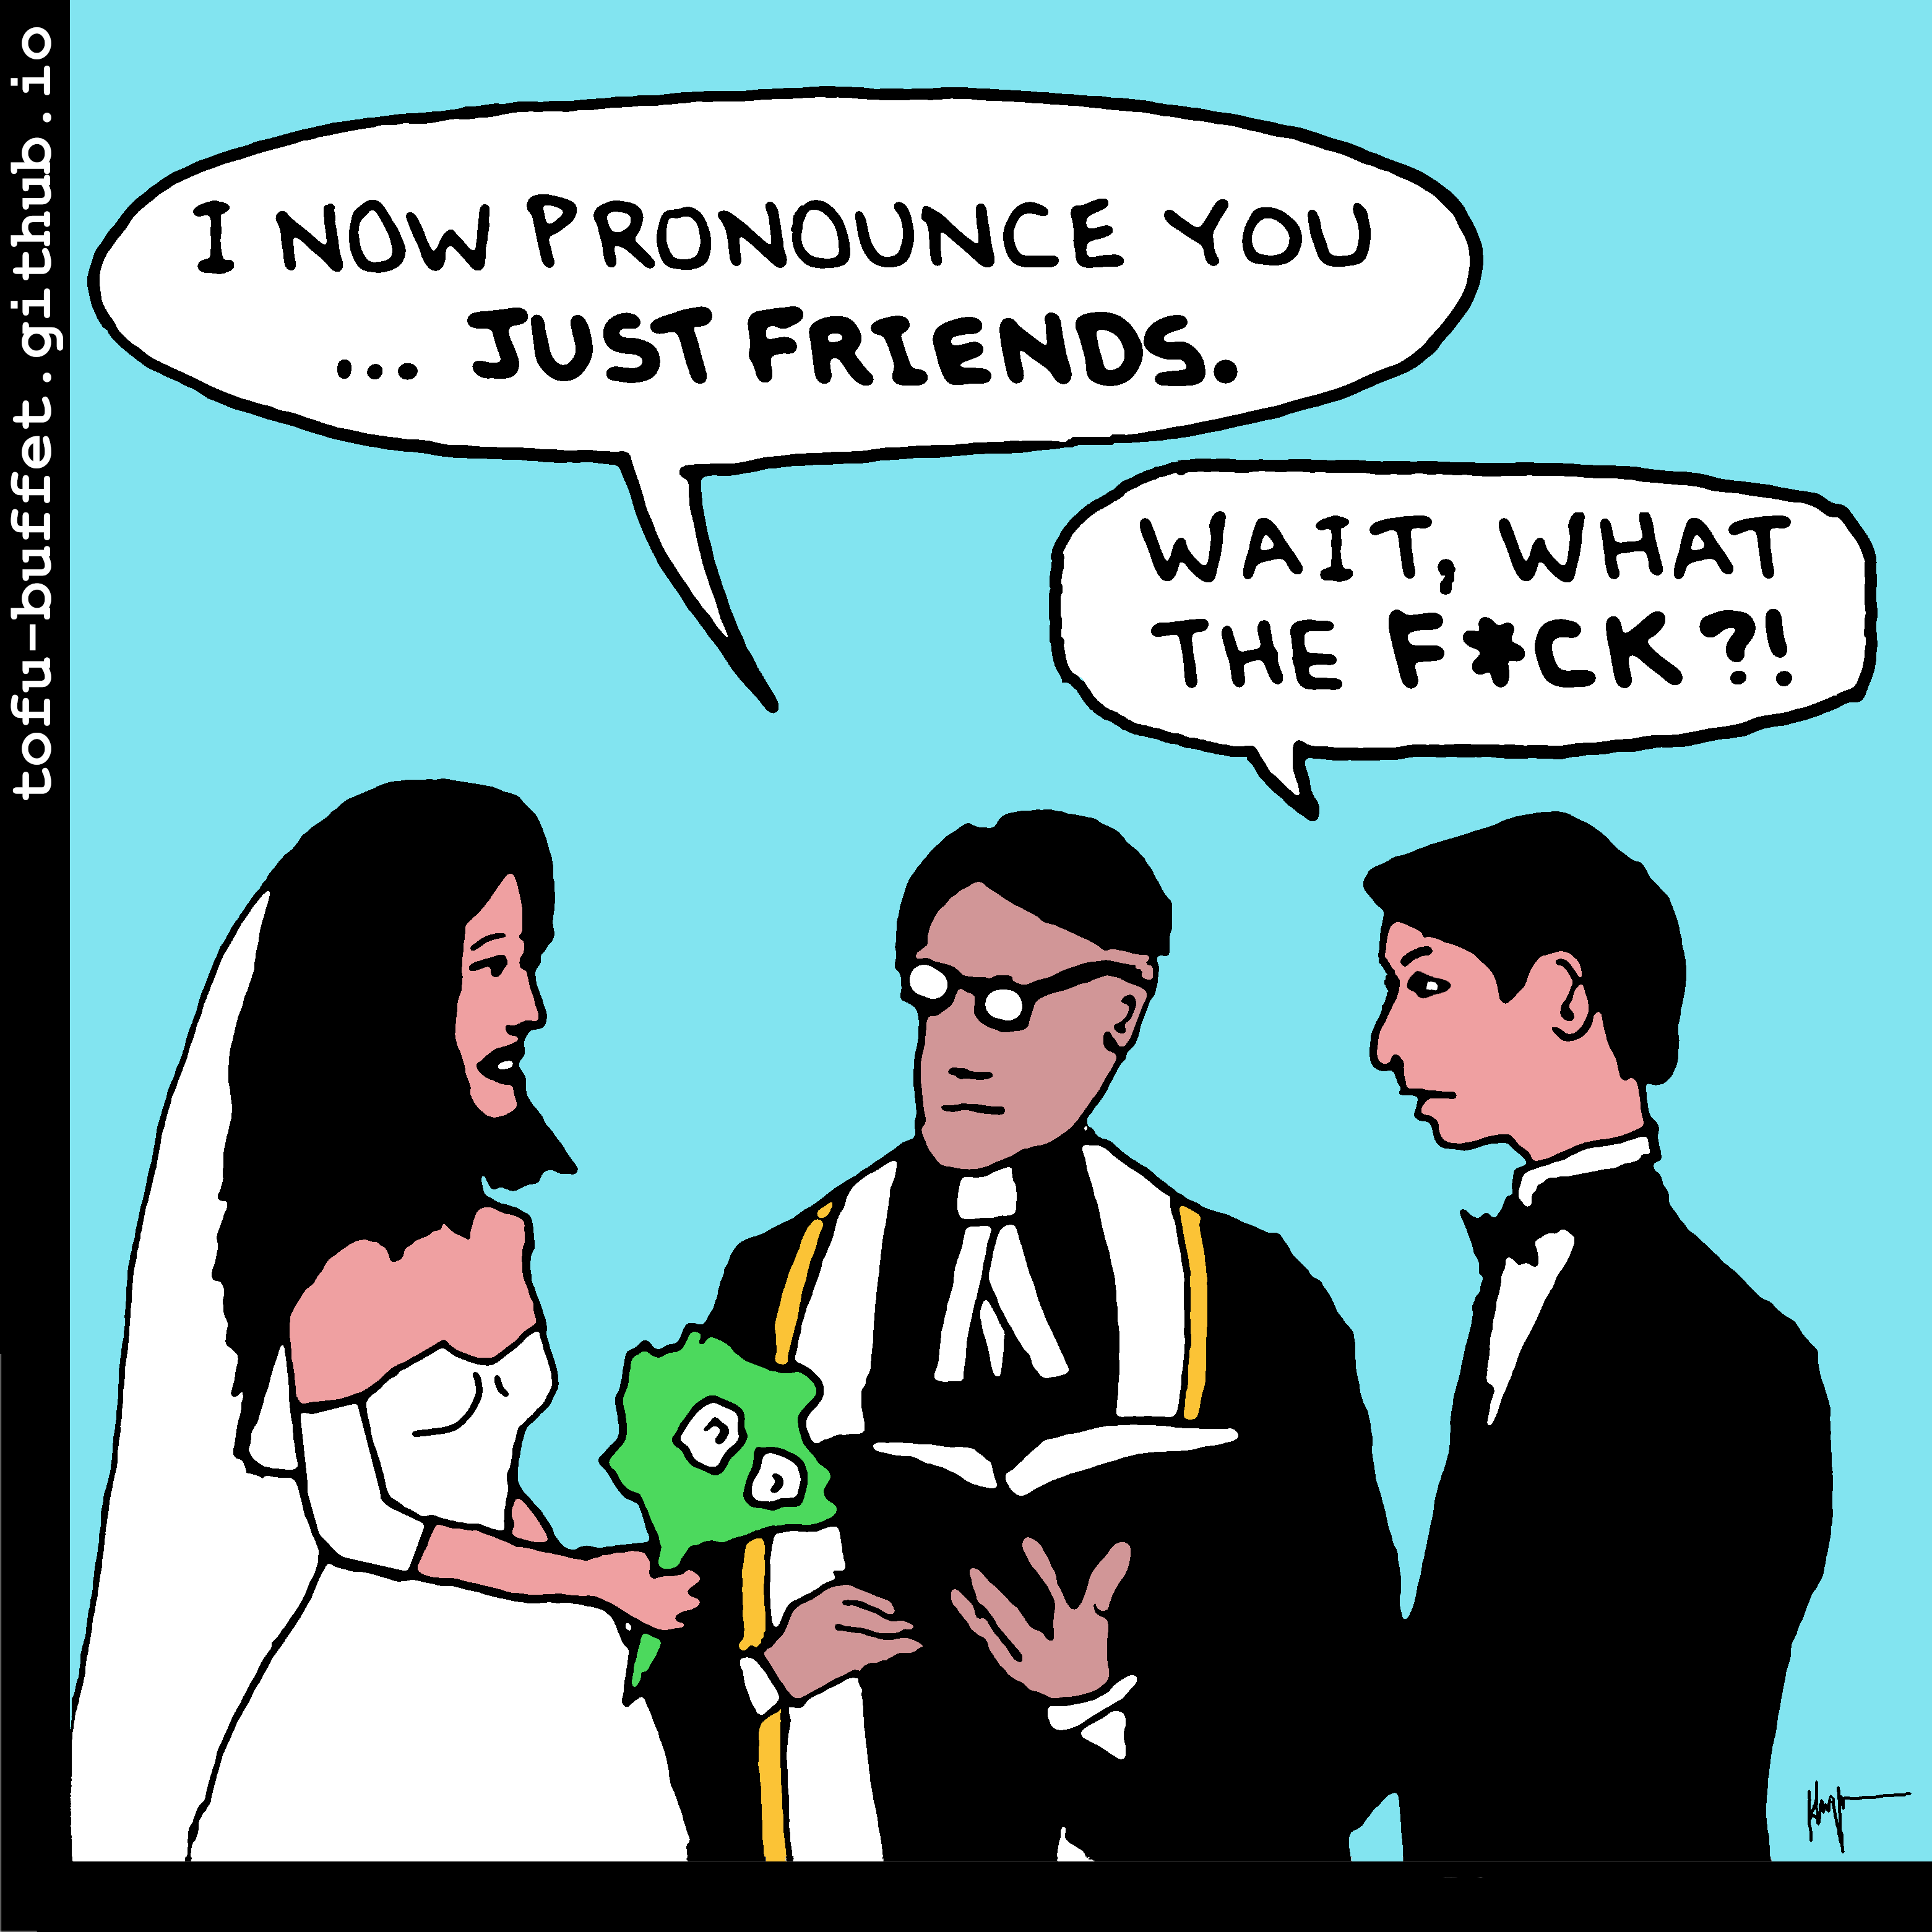 tofu-buffet.github.io
I NOW PRONOUNCE YOU
... JUST FRIENDS.
WAIT, WHAT
THE F*CK?!